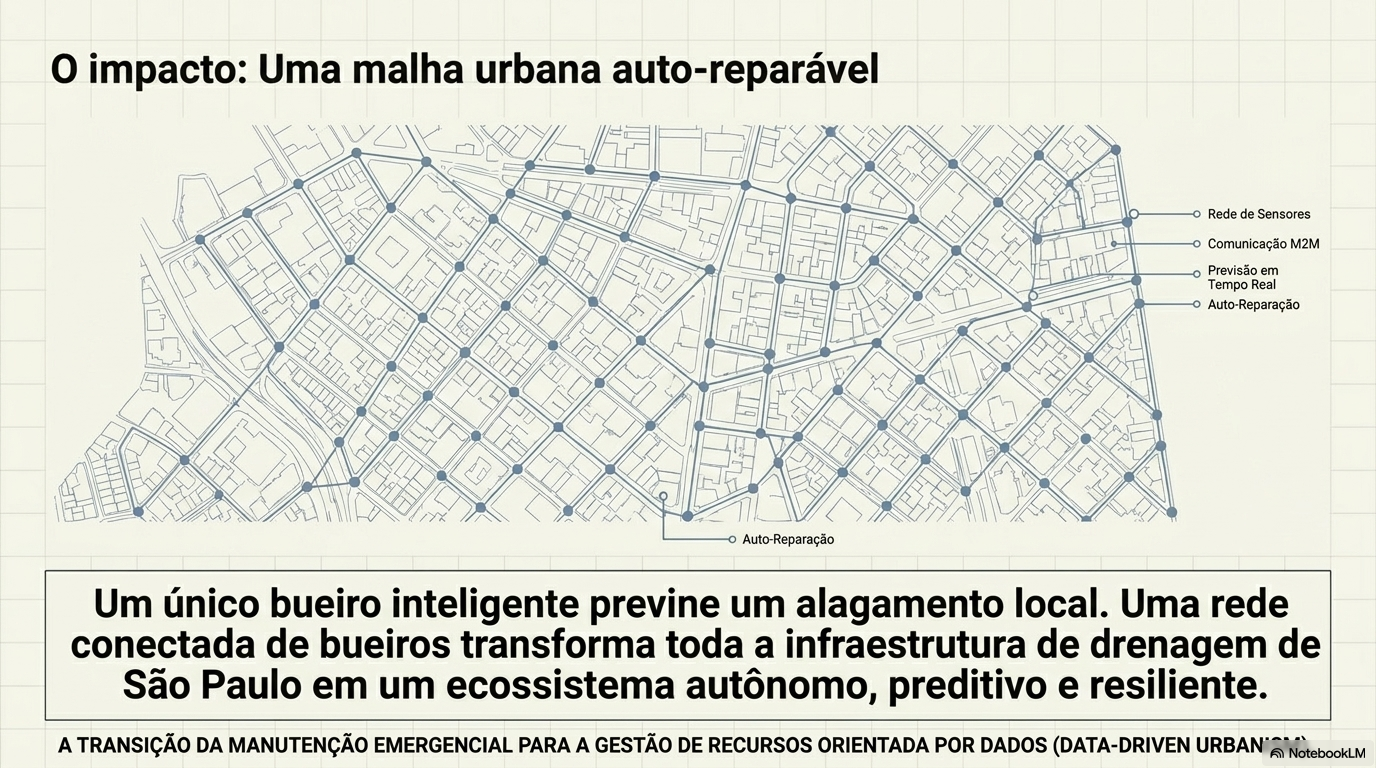 O impacto: Uma malha urbana auto-reparável
Rede de Sensores
Comunicação M2M
Previsão em
Tempo Real
Auto-Reparação
Auto-Reparação
Um único bueiro inteligente previne um alagamento local. Uma rede
conectada de bueiros transforma toda a infraestrutura de drenagem de
São Paulo em um ecossistema autônomo, preditivo e resiliente.
A TRANSIÇÃO DA MANUTENÇÃO EMERGENCIAL PARA A GESTÃO DE RECURSOS ORIENTADA POR DADOS (DATA-DRIVEN URBANISM)
NotebookLM